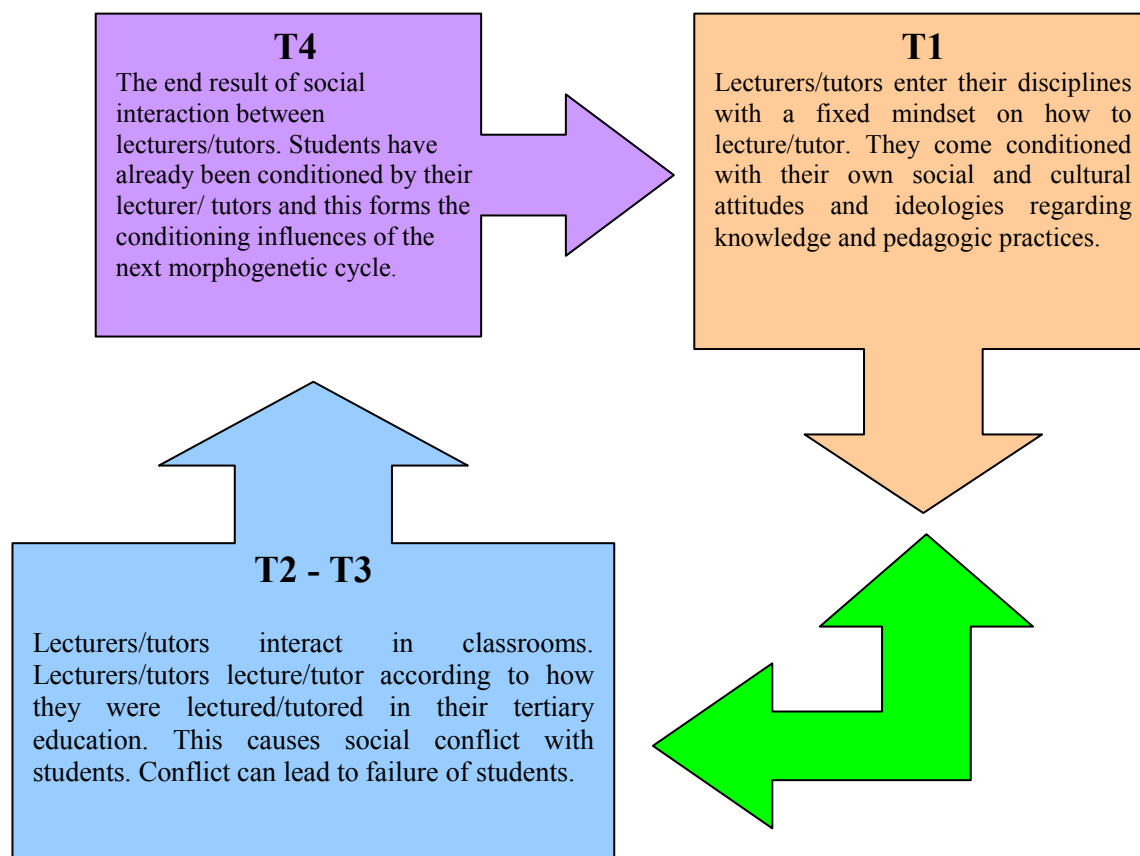 T4
The end result of social
interaction between
lecturers/tutors. Students have
already been conditioned by their
lecturer/ tutors and this forms the
conditioning influences of the
next morphogenetic cycle.
T1
Lecturers/tutors enter their disciplines
with a fixed mindset on how to
lecture/tutor. They come conditioned
with their own social and cultural
attitudes and ideologies regarding
knowledge and pedagogic practices.
T2 - T3
Lecturers/tutors interact in classrooms.
Lecturers/tutors lecture/tutor according to how
they were lectured/tutored in their tertiary
education. This causes social conflict with
students. Conflict can lead to failure of students.